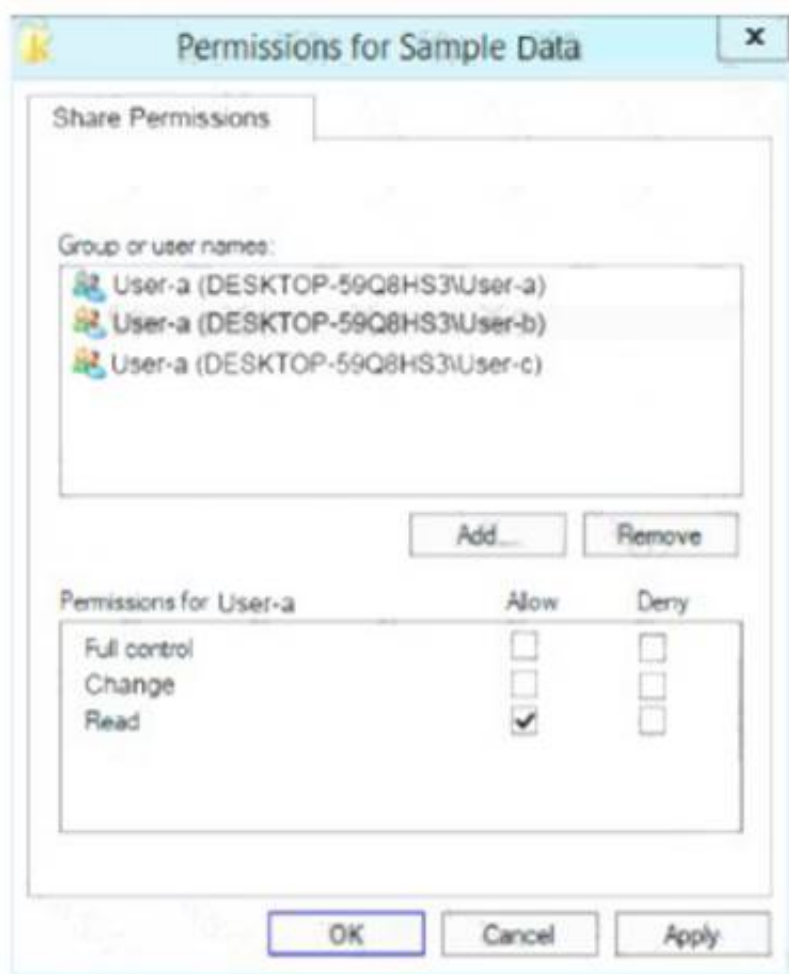 Permissions for Sample Data
x
Share Permissions
Group or user names:
User-a (DESKTOP-59Q8HS3\User-a)
User-a (DESKTOP-59Q8HS3\User-b)
User-a (DESKTOP-59Q8HS3\User-c)
Add... Remove
Permissions for User-a Allow Deny
Full control
Change
Read
OK Cancel Apply